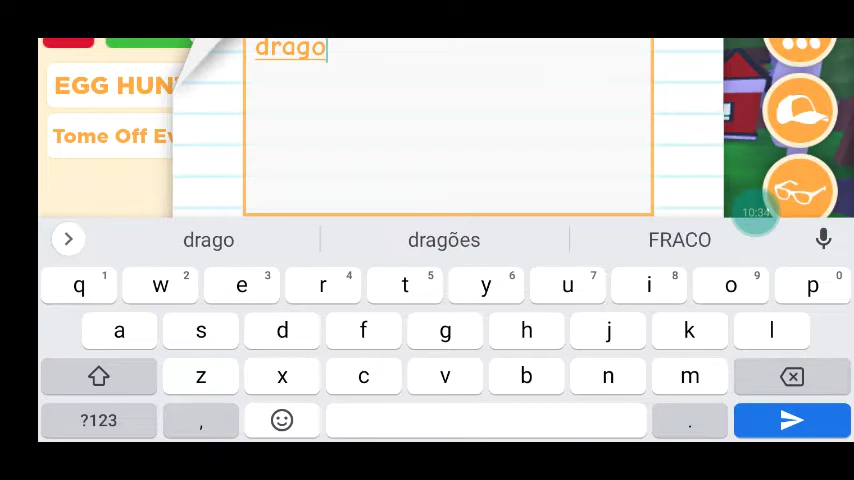 drago
EGG HUN
Tome Off Ev
10:34
drago dragões FRACO
q 1 w 2 e 3 r 4 t 5 y 6 u 7 i 8 o 9 p 0
a s d f g h j k l
z x c v b n m
?123 , .